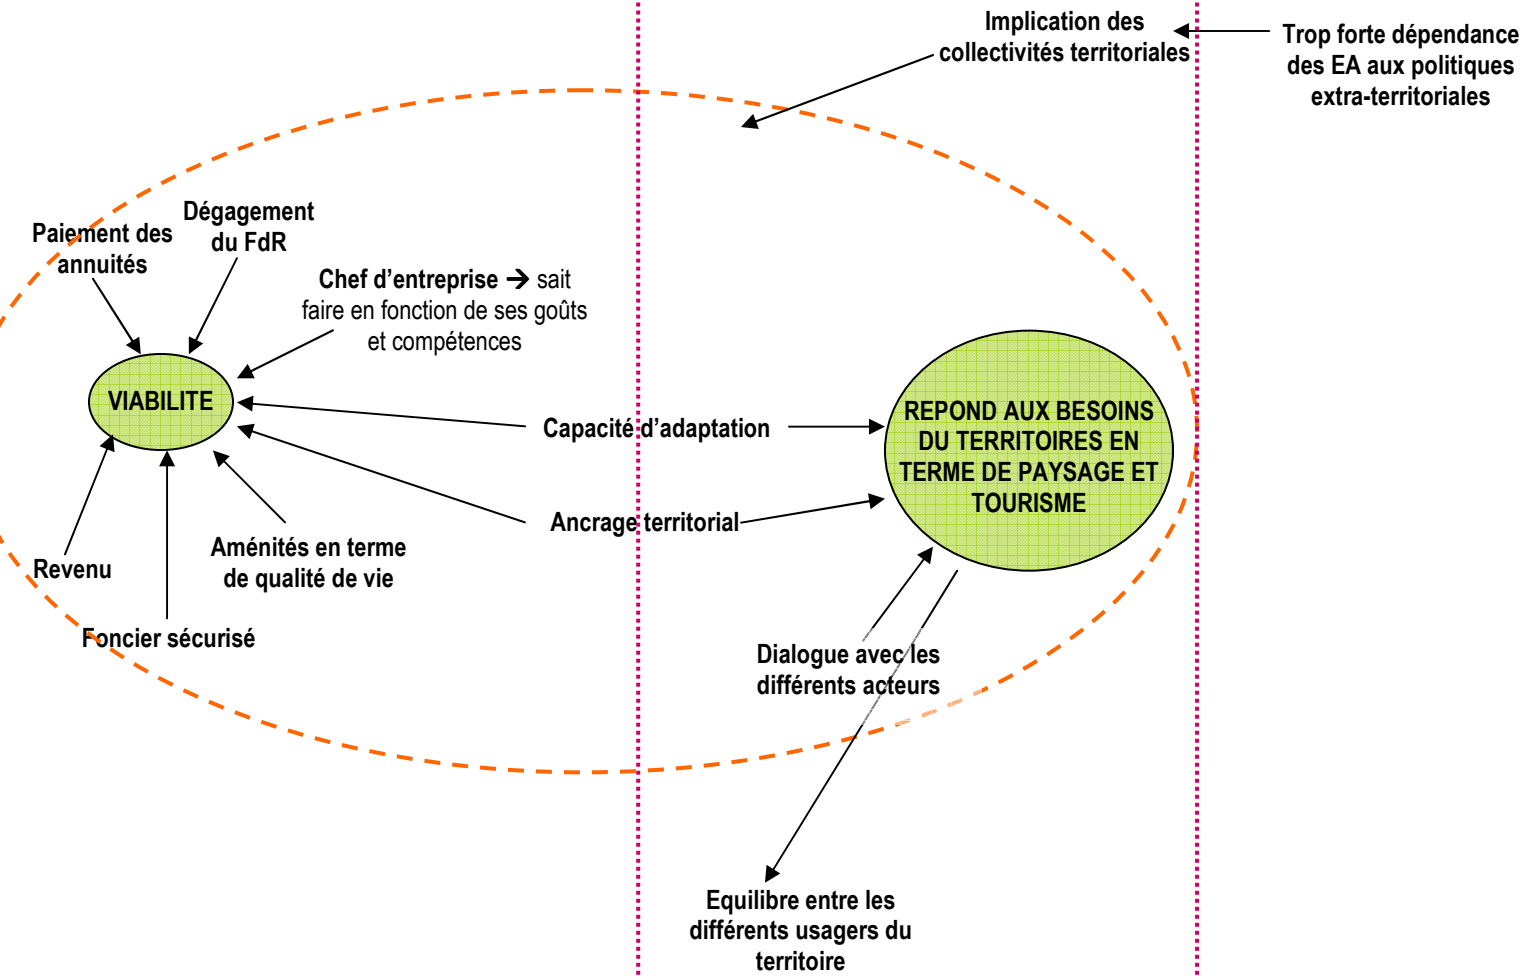 Implication des
collectivités territoriales
Trop forte dépendance
des EA aux politiques
extra-territoriales
Dégagement
du FdR
Paiement des
annuités
Chef d’entreprise → sait
faire en fonction de ses goûts
et compétences
VIABILITE
Capacité d’adaptation
REPOND AUX BESOINS
DU TERRITOIRES EN
TERME DE PAYSAGE ET
TOURISME
Ancrage territorial
Aménités en terme
de qualité de vie
Revenu
Foncier sécurisé
Dialogue avec les
différents acteurs
Equilibre entre les
différents usagers du
territoire